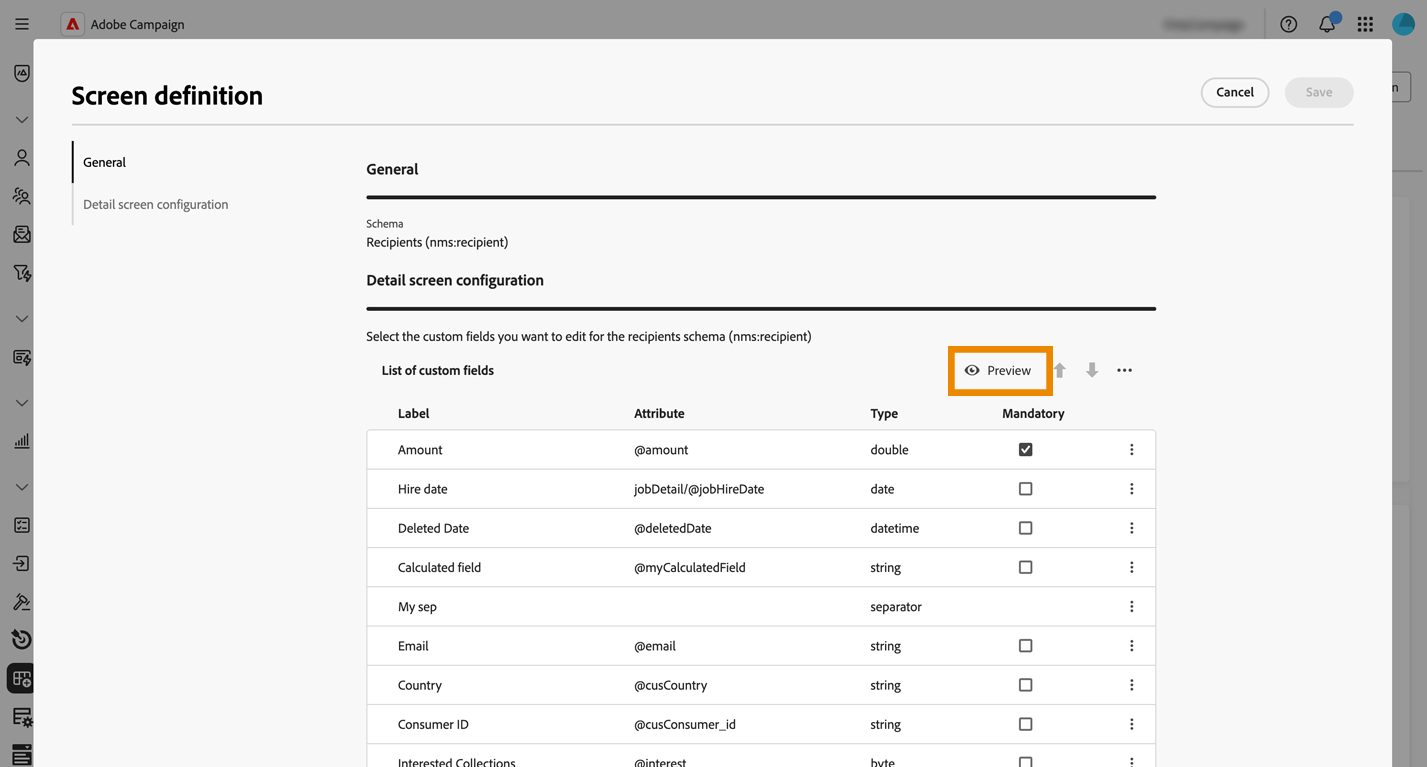 Adobe Campaign
Screen definition
Cancel
Save
n
General
Detail screen configuration
General
Schema
Recipients (nms:recipient)
Detail screen configuration
Select the custom fields you want to edit for the recipients schema (nms:recipient)
List of custom fields
Preview
Label Attribute Type Mandatory
Amount @amount double
Hire date jobDetail/@jobHireDate date
Deleted Date @deletedDate datetime
Calculated field @myCalculatedField string
My sep separator
Email @email string
Country @cusCountry string
Consumer ID @cusConsumer_id string
Interested Collections @interest byte